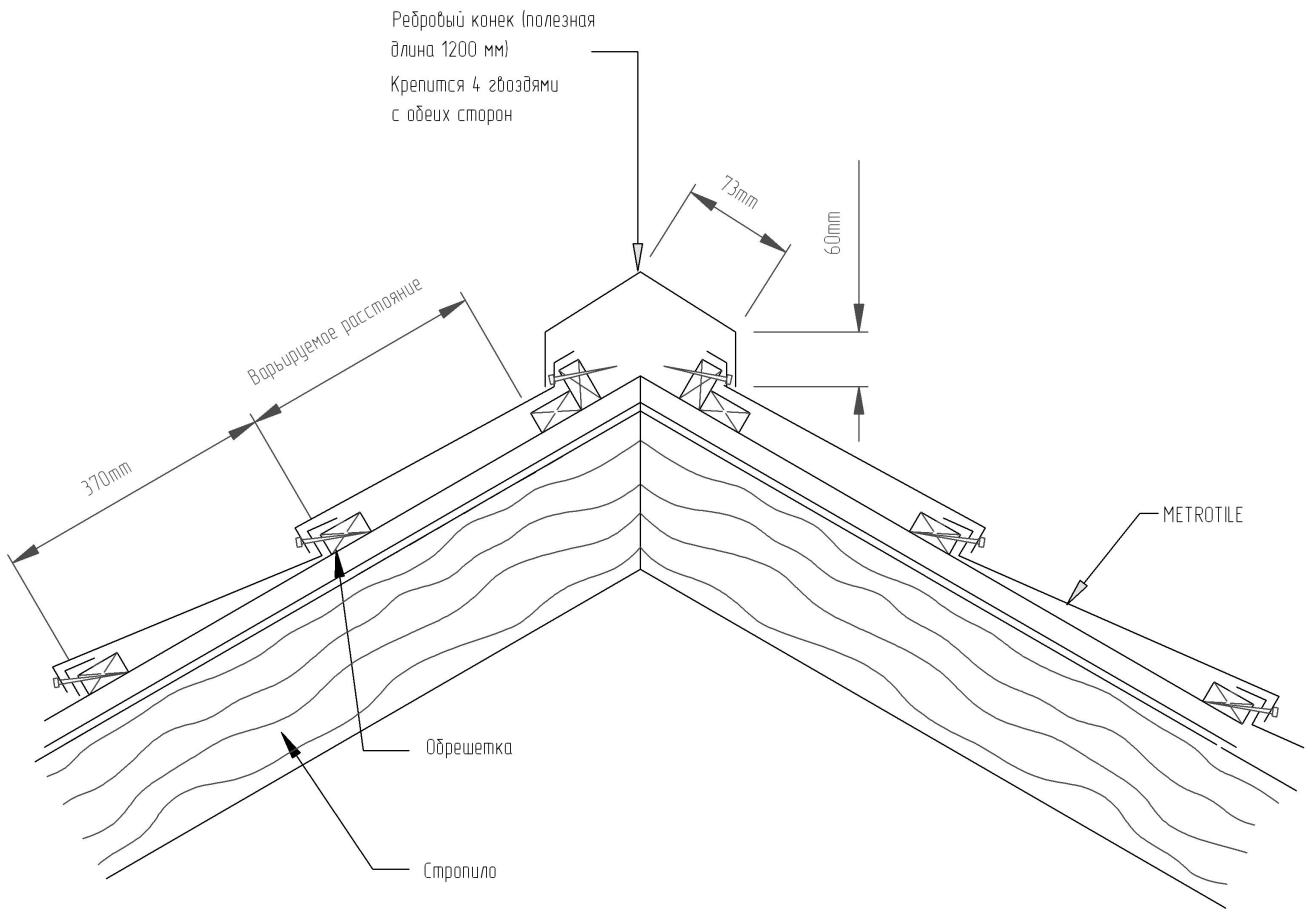 Ребровый конек (полезная
длина 1200 мм)
Крепится 4 гвоздями
с обеих сторон
73mm
60mm
Варьируемое расстояние
370mm
METROTILE
Обрешетка
Стропило